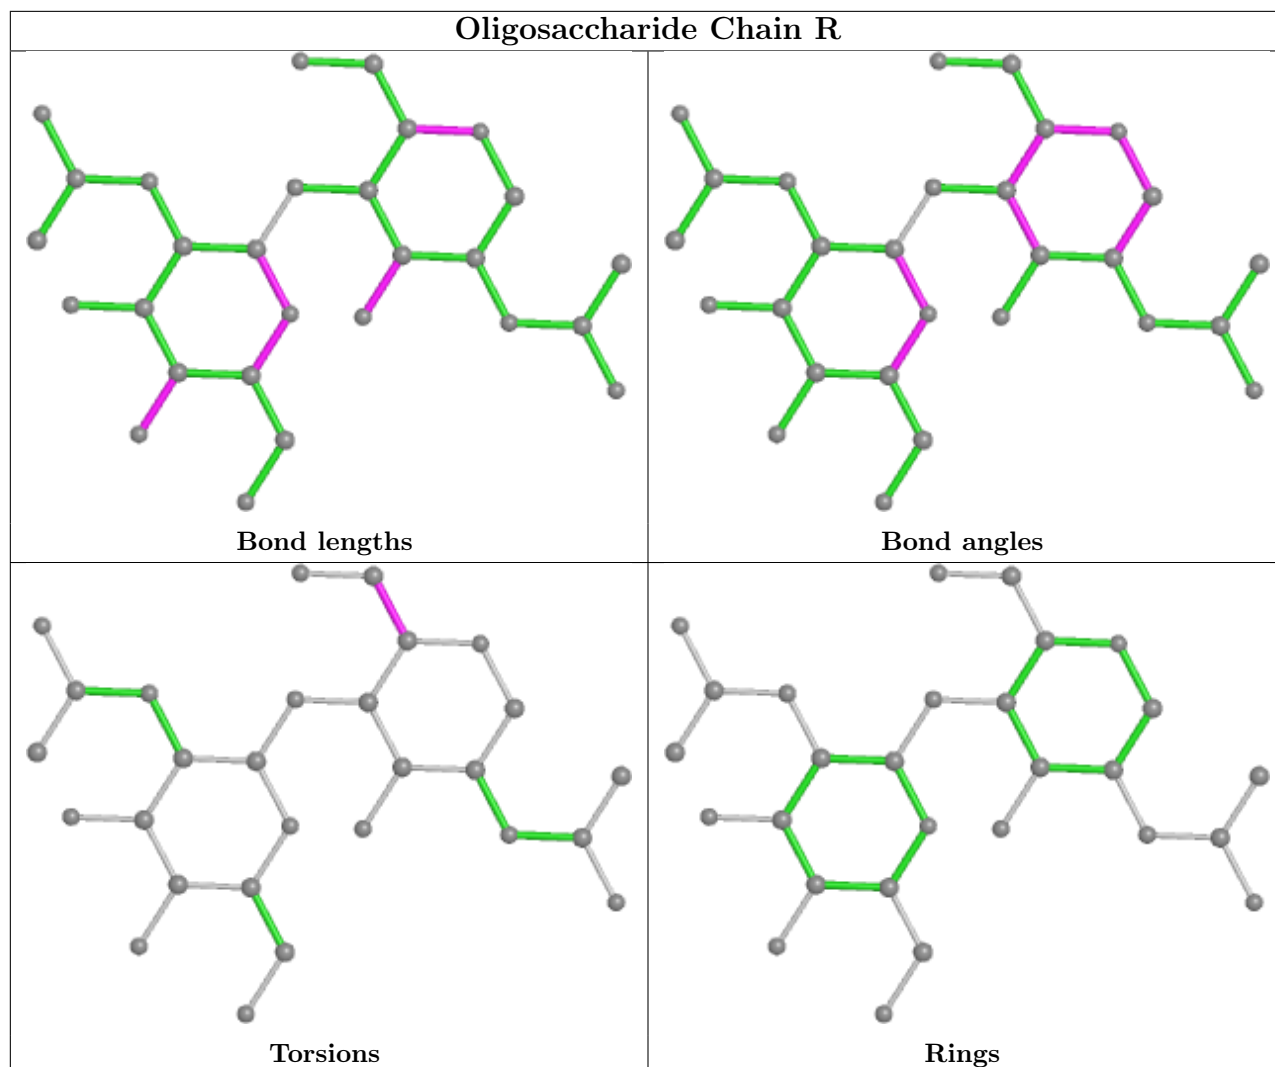 Oligosaccharide Chain R
Bond lengths
Bond angles
Torsions
Rings